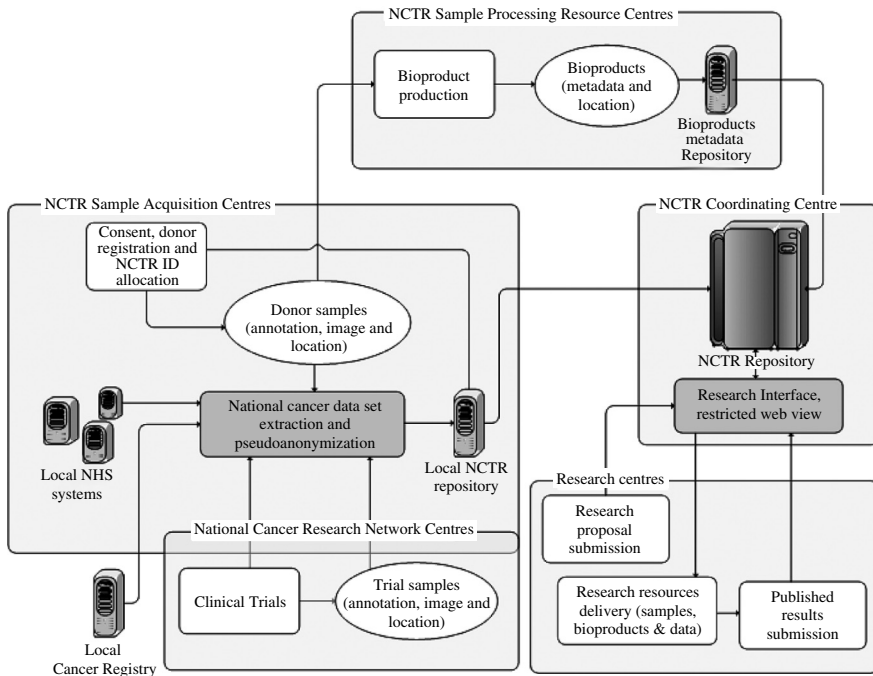 NCTR Sample Processing Resource Centres
Bioproduct
production
Bioproducts
(metadata and
location)
Bioproducts
metadata
Repository
NCTR Sample Acquisition Centres
Consent, donor
registration and
NCTR ID
allocation
Donor samples
(annotation, image and
location)
NCTR Coordinating Centre
NCTR Repository
Research Interface,
restricted web view
National cancer data set
extraction and
pseudoanonymization
Local NHS
systems
Local NCTR
repository
Research centres
Research
proposal
submission
National Cancer Research Network Centres
Clinical Trials
Trial samples
(annotation, image and
location)
Research resources
delivery (samples,
bioproducts & data)
Published
results
submission
Local
Cancer Registry